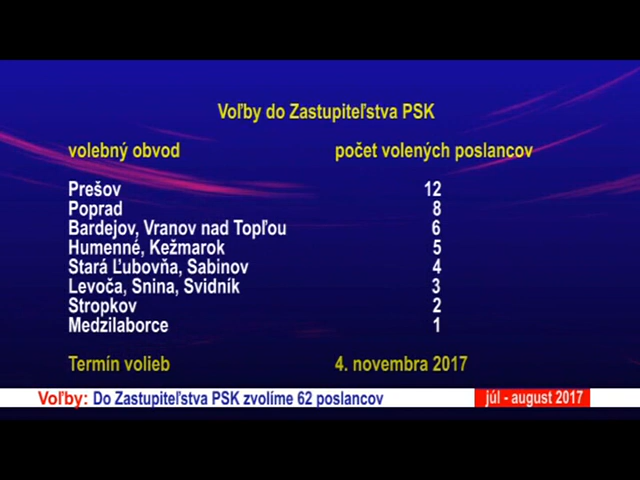 Voľby do Zastupiteľstva PSK
volebný obvod počet volených poslancov
Prešov 12
Poprad 8
Bardejov, Vranov nad Topľou 6
Humenné, Kežmarok 5
Stará Ľubovňa, Sabinov 4
Levoča, Snina, Svidník 3
Stropkov 2
Medzilaborce 1
Termín volieb 4. novembra 2017
Voľby: Do Zastupiteľstva PSK zvolíme 62 poslancov júl - august 2017